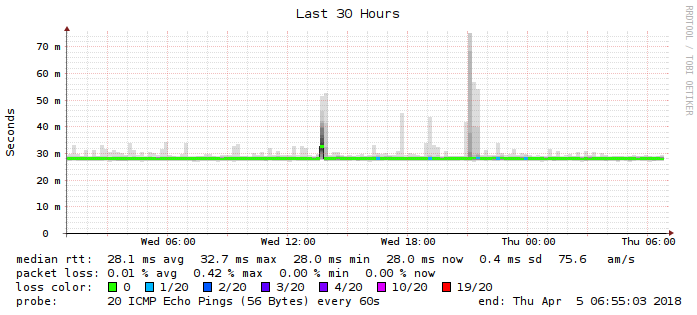 Last 30 Hours
RRDTOOL / TOBI OETIKER
Seconds
70 m
60 m
50 m
40 m
30 m
20 m
10 m
0
Wed 06:00 Wed 12:00 Wed 18:00 Thu 00:00 Thu 06:00
median rtt: 28.1 ms avg 32.7 ms max 28.0 ms min 28.0 ms now 0.4 ms sd 75.6 am/s
packet loss: 0.01 % avg 0.42 % max 0.00 % min 0.00 % now
loss color: 0 1/20 2/20 3/20 4/20 10/20 19/20
probe: 20 ICMP Echo Pings (56 Bytes) every 60s end: Thu Apr 5 06:55:03 2018